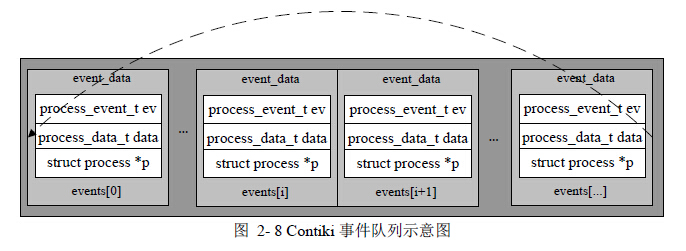 event_data
process_event_t ev
process_data_t data
struct process *p
events[0]
...
event_data
process_event_t ev
process_data_t data
struct process *p
events[i]
event_data
process_event_t ev
process_data_t data
struct process *p
events[i+1]
...
event_data
process_event_t ev
process_data_t data
struct process *p
events[...]
图 2- 8 Contiki 事件队列示意图